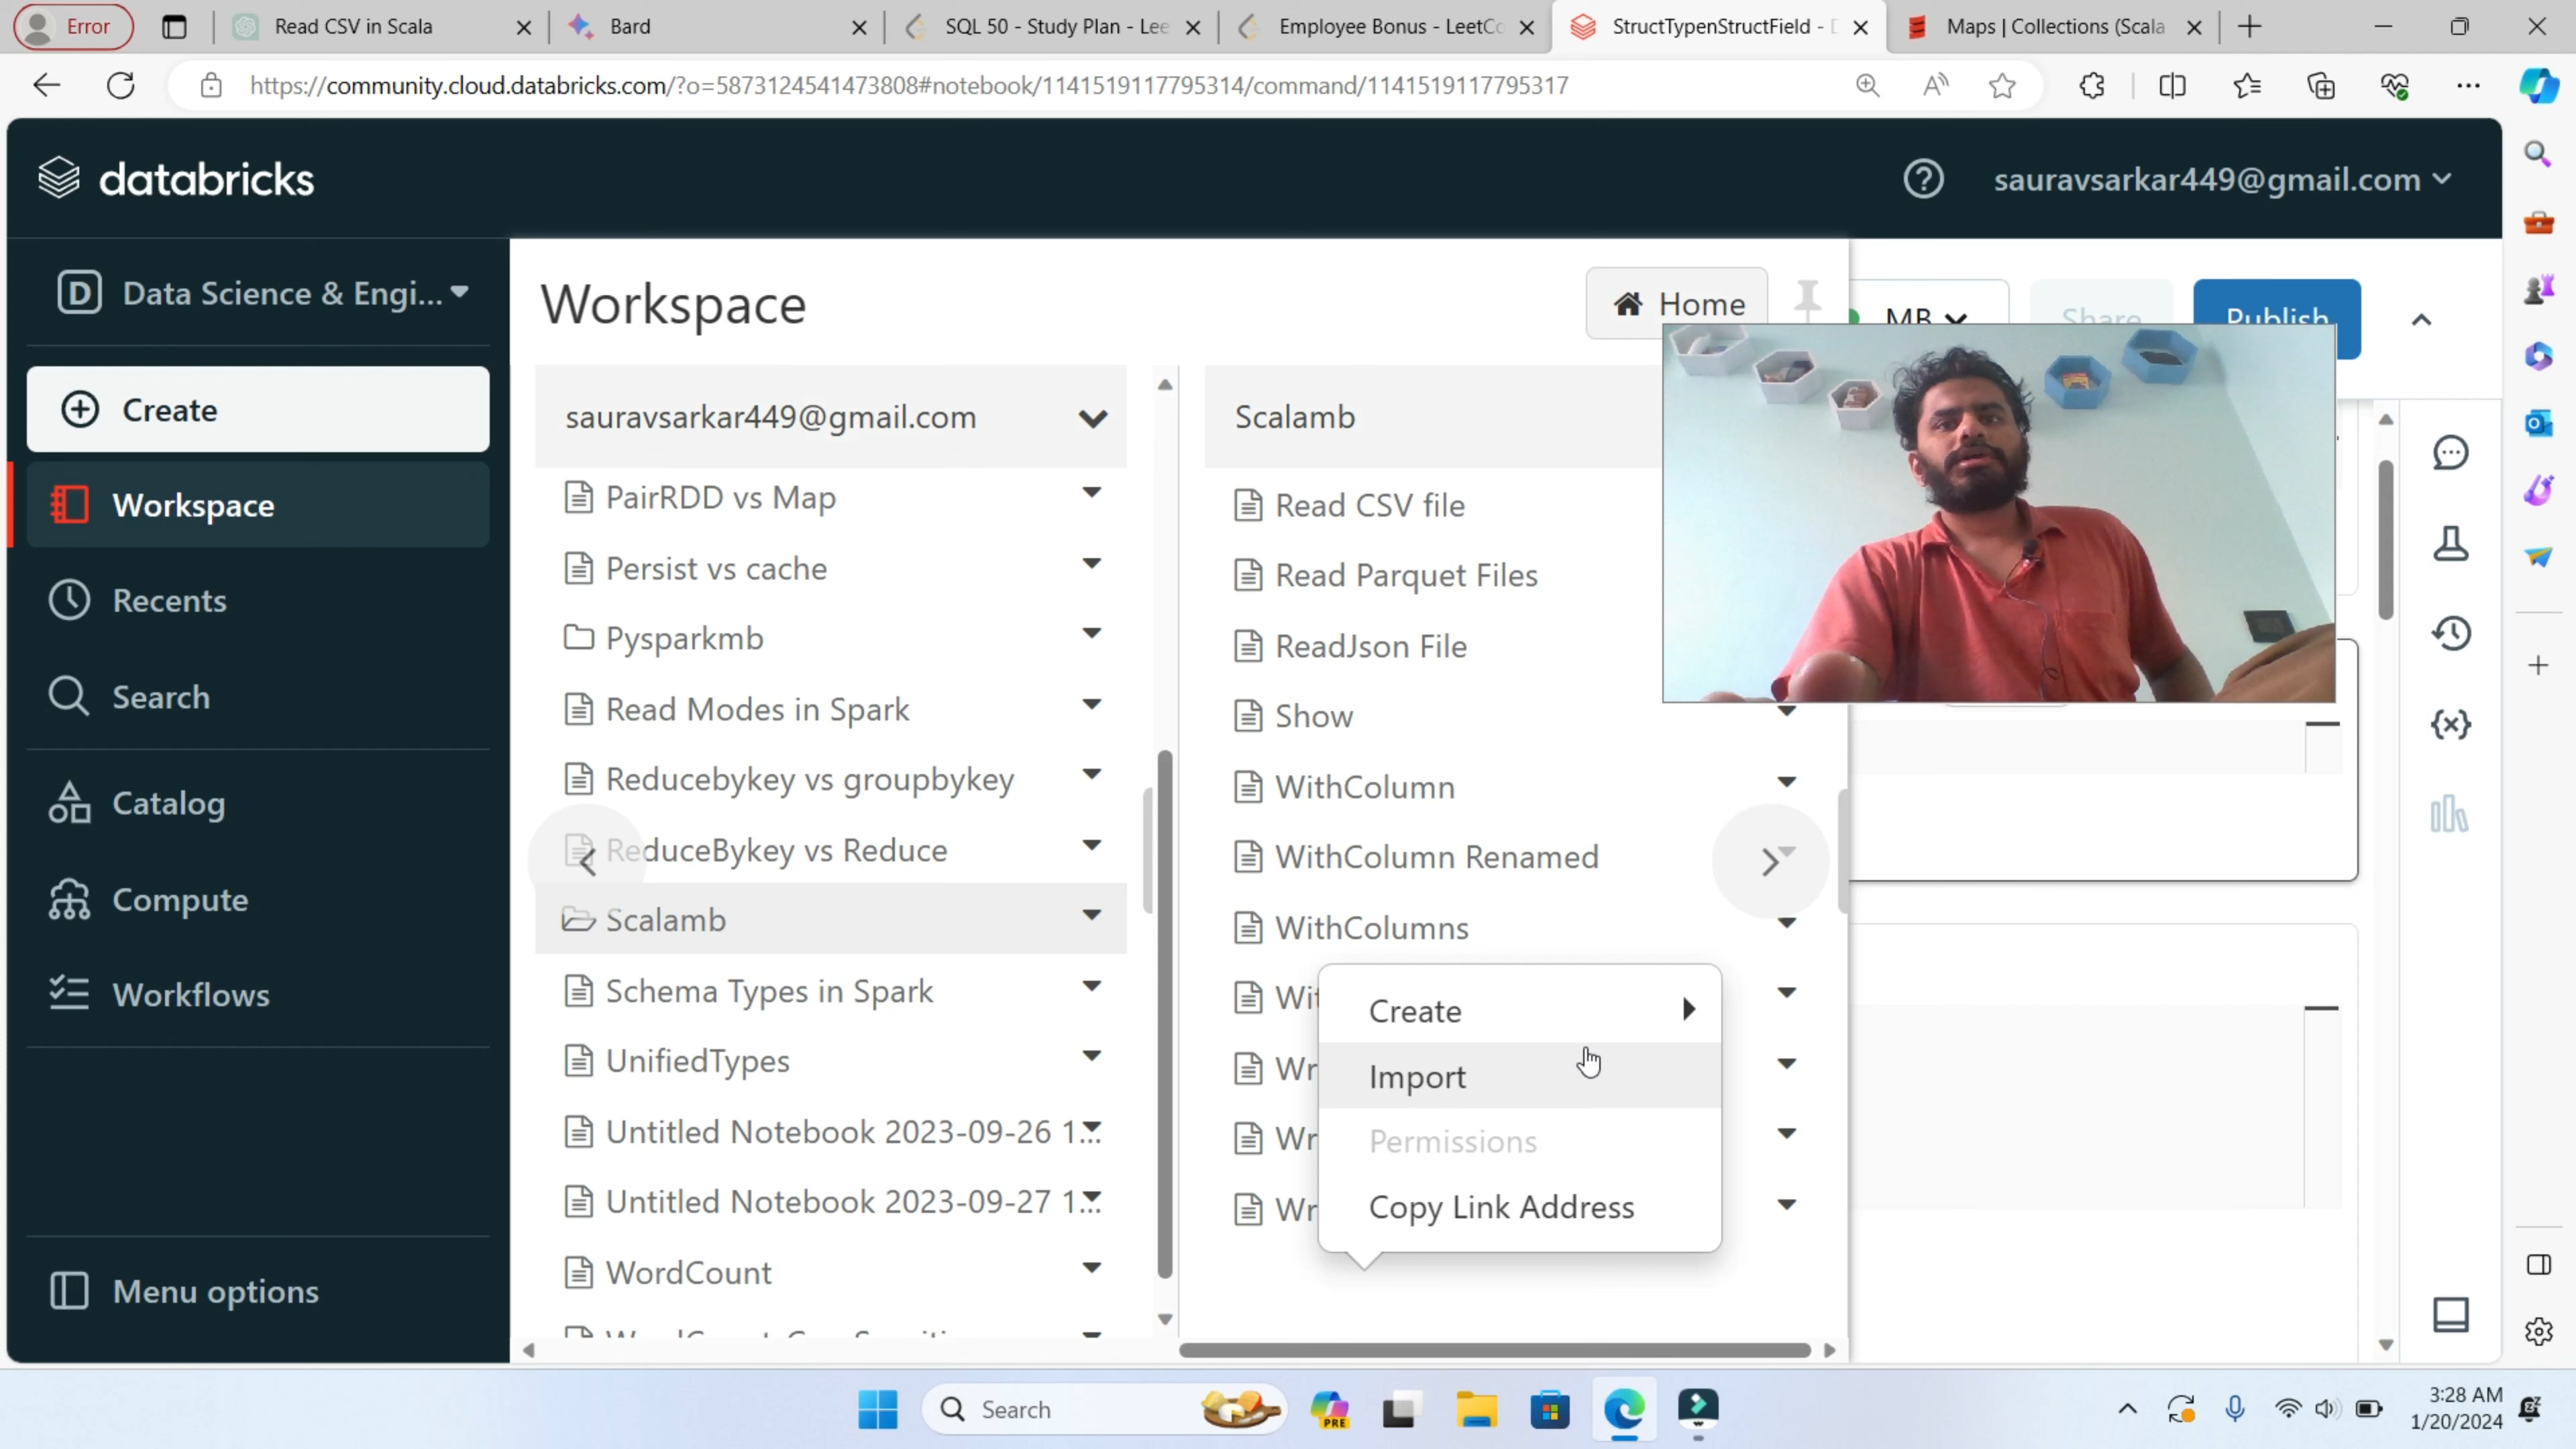 Error
Read CSV in Scala
Bard
SQL 50 - Study Plan - Lee
Employee Bonus - LeetCo
StructTypenStructField - D
Maps | Collections (Scala
https://community.cloud.databricks.com/?o=5873124541473808#notebook/1141519117795314/command/1141519117795317
databricks
sauravsarkar449@gmail.com
D Data Science & Engi...
Create
Workspace
Recents
Search
Catalog
Compute
Workflows
Menu options
Workspace
Home
MB
Share
Publish
sauravsarkar449@gmail.com
PairRDD vs Map
Persist vs cache
Pysparkmb
Read Modes in Spark
Reducebykey vs groupbykey
ReduceBykey vs Reduce
Scalamb
Schema Types in Spark
UnifiedTypes
Untitled Notebook 2023-09-26 1...
Untitled Notebook 2023-09-27 1...
WordCount
Scalamb
Read CSV file
Read Parquet Files
ReadJson File
Show
WithColumn
WithColumn Renamed
WithColumns
Wit
Wr
Wr
Wr
Create
Import
Permissions
Copy Link Address
Search
PRE
3:28 AM
1/20/2024